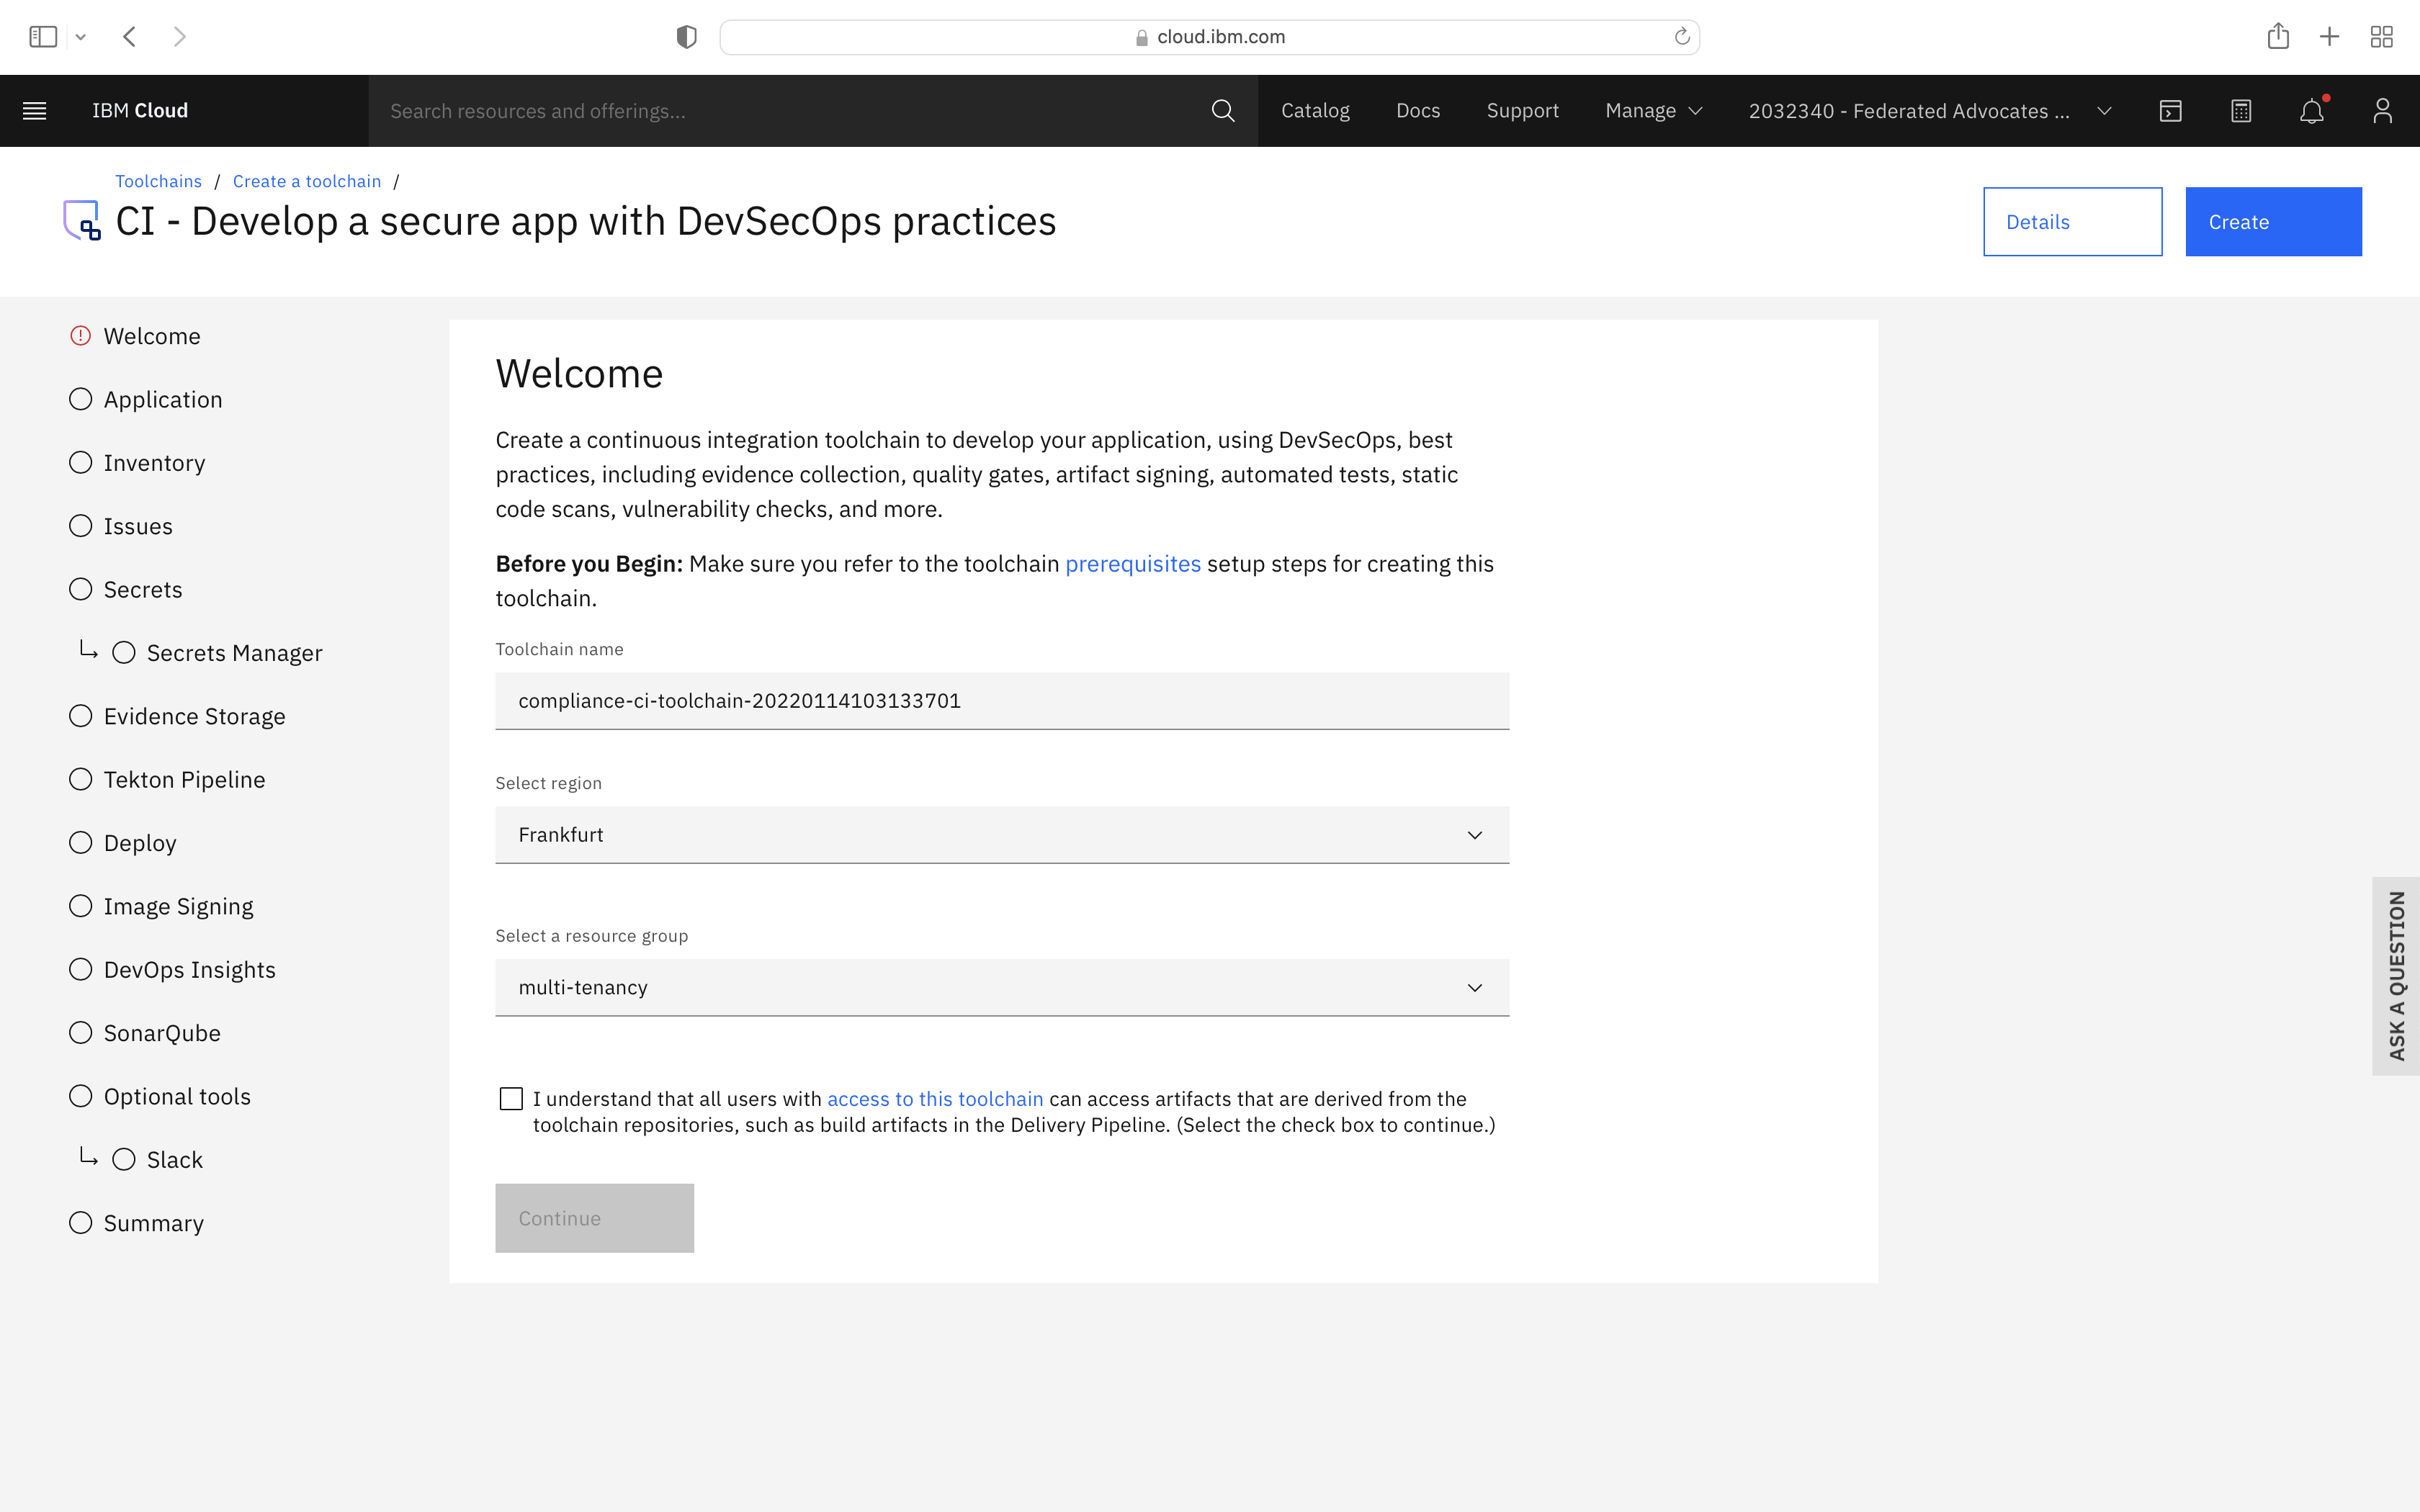 cloud.ibm.com
IBM Cloud
Search resources and offerings...
Catalog
Docs
Support
Manage
2032340 - Federated Advocates ...
Toolchains / Create a toolchain /
CI - Develop a secure app with DevSecOps practices
Details
Create
Welcome
Application
Inventory
Issues
Secrets
Secrets Manager
Evidence Storage
Tekton Pipeline
Deploy
Image Signing
DevOps Insights
SonarQube
Optional tools
Slack
Summary
Welcome
Create a continuous integration toolchain to develop your application, using DevSecOps, best
practices, including evidence collection, quality gates, artifact signing, automated tests, static
code scans, vulnerability checks, and more.
Before you Begin: Make sure you refer to the toolchain prerequisites setup steps for creating this
toolchain.
Toolchain name
compliance-ci-toolchain-20220114103133701
Select region
Frankfurt
Select a resource group
multi-tenancy
I understand that all users with access to this toolchain can access artifacts that are derived from the
toolchain repositories, such as build artifacts in the Delivery Pipeline. (Select the check box to continue.)
Continue
ASK A QUESTION